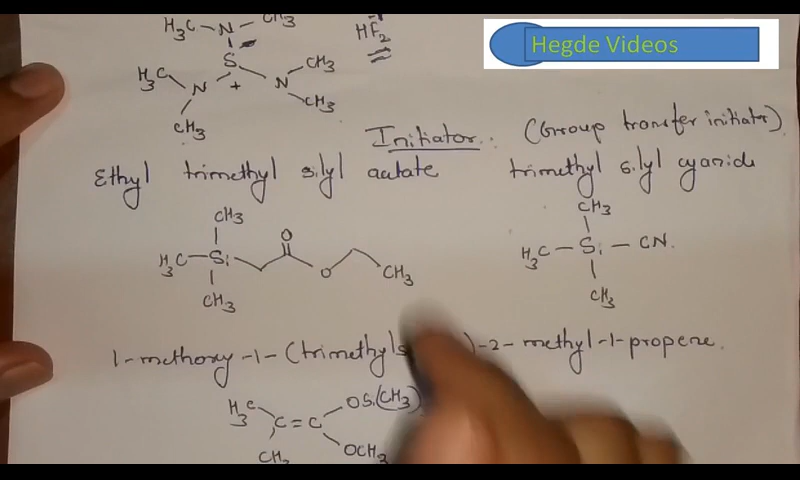 H3C N CH3
HF2
S
H3C N + N CH3
CH3
CH3
Hegde Videos
Initiator: (Group transfer initiator)
Ethyl trimethyl silyl acetate
trimethyl silyl cyanide
CH3
H3C - Si O
O CH3
CH3
CH3
H3C - Si - CN.
CH3
1-methoxy-1-(trimethyls )-2-methyl-1-propene.
H3C C=C OSi(CH3)
OCH3